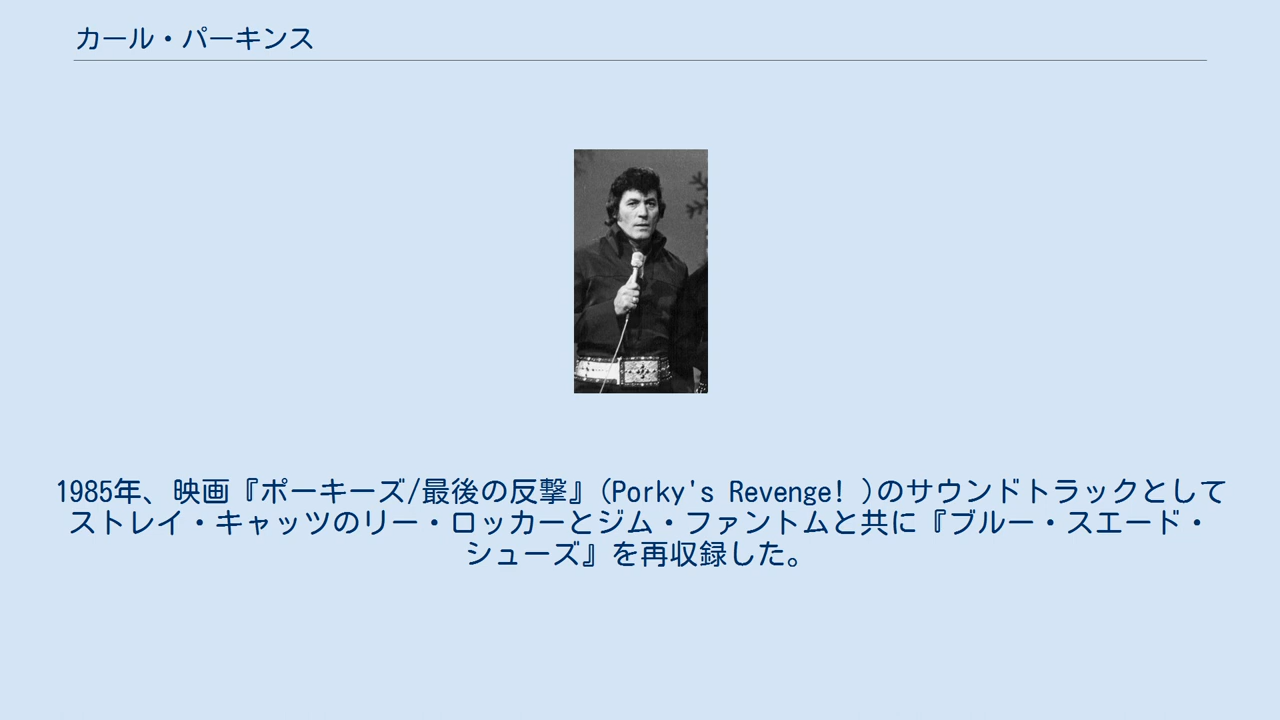 カール・パーキンス
1985年、映画『ポーキーズ/最後の反撃』(Porky's Revenge! )のサウンドトラックとして
ストレイ・キャッツのリー・ロッカーとジム・ファントムと共に『ブルー・スエード・
シューズ』を再収録した。